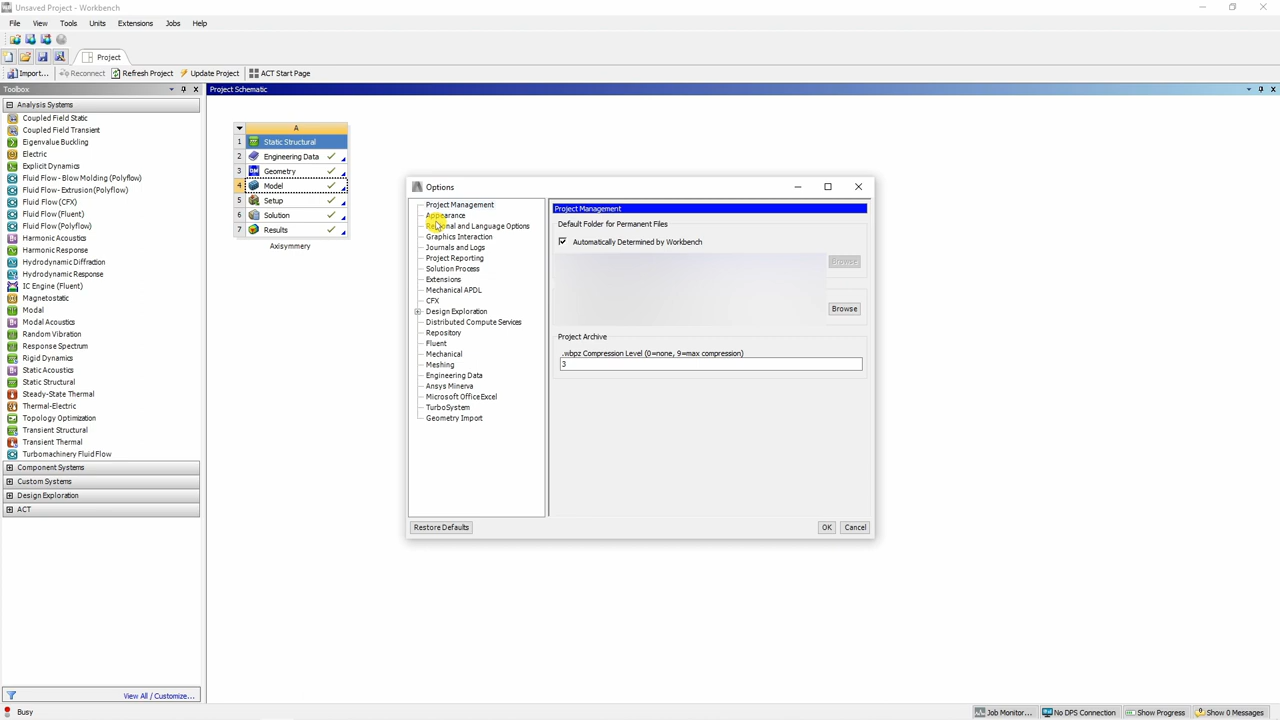 Unsaved Project - Workbench
File View Tools Units Extensions Jobs Help
Project
Import... Reconnect Refresh Project Update Project ACT Start Page
Toolbox
Analysis Systems
Coupled Field Static
Coupled Field Transient
Eigenvalue Buckling
Electric
Explicit Dynamics
Fluid Flow - Blow Molding (Polyflow)
Fluid Flow- Extrusion (Polyflow)
Fluid Flow (CFX)
Fluid Flow (Fluent)
Fluid Flow (Polyflow)
Harmonic Acoustics
Harmonic Response
Hydrodynamic Diffraction
Hydrodynamic Response
IC Engine (Fluent)
Magnetostatic
Modal
Modal Acoustics
Random Vibration
Response Spectrum
Rigid Dynamics
Static Acoustics
Static Structural
Steady-State Thermal
Thermal-Electric
Topology Optimization
Transient Structural
Transient Thermal
Turbomachinery Fluid Flow
Component Systems
Custom Systems
Design Exploration
ACT
View All / Customize...
Project Schematic
A
1 Static Structural
2 Engineering Data
3 DM Geometry
4 Model
5 Setup
6 Solution
7 Results
Axisymmery
Options
Project Management
Appearance
Regional and Language Options
Graphics Interaction
Journals and Logs
Project Reporting
Solution Process
Extensions
Mechanical APDL
CFX
Design Exploration
Distributed Compute Services
Repository
Fluent
Mechanical
Meshing
Engineering Data
Ansys Minerva
Microsoft Office Excel
TurboSystem
Geometry Import
Project Management
Default Folder for Permanent Files
Automatically Determined by Workbench
Browse
Browse
Project Archive
.wbpz Compression Level (0=none, 9=max compression)
3
Restore Defaults OK Cancel
Busy Job Monitor... No DPS Connection Show Progress Show 0 Messages